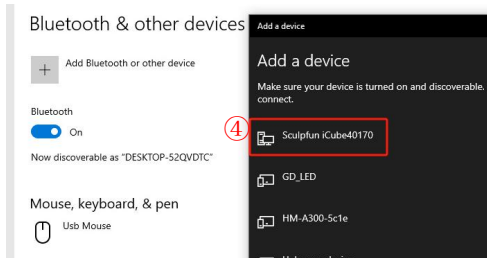 Bluetooth & other devices
Add Bluetooth or other device
Bluetooth
On
Now discoverable as "DESKTOP-52QVDTC"
Mouse, keyboard, & pen
Usb Mouse
Add a device
Add a device
Make sure your device is turned on and discoverable.
connect.
④
Sculpfun iCube40170
GD_LED
HM-A300-5c1e